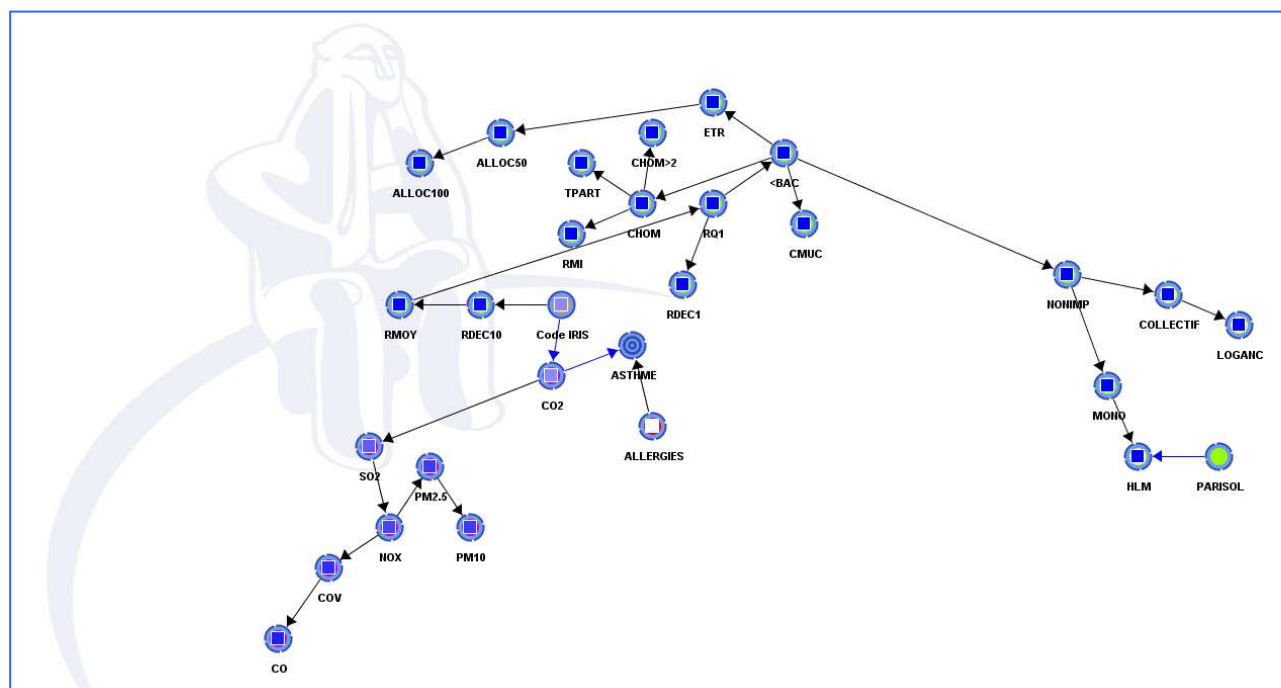 ETR
ALLOC50
CHOM>2
<BAC
ALLOC100
TPART
CHOM
RQ1
CMUC
RMI
RDEC1
NONIMP
COLLECTIF
RMOY
RDEC10
Code IRIS
LOGANC
ASTHME
CO2
MONO
ALLERGIES
SO2
HLM
PARISOL
PM2.5
NOX
PM10
COV
CO